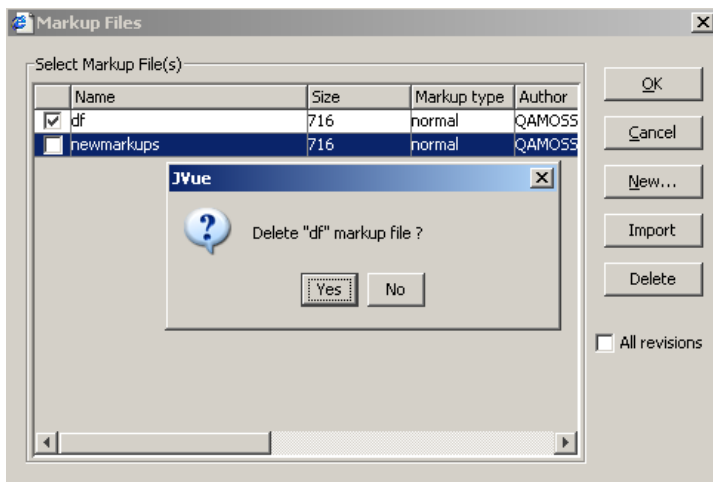 Markup Files
Select Markup File(s)
Name Size Markup type Author
df 716 normal QAMOSS
newmarkups 716 normal QAMOSS
JVue
Delete "df" markup file ?
Yes No
OK
Cancel
New...
Import
Delete
All revisions